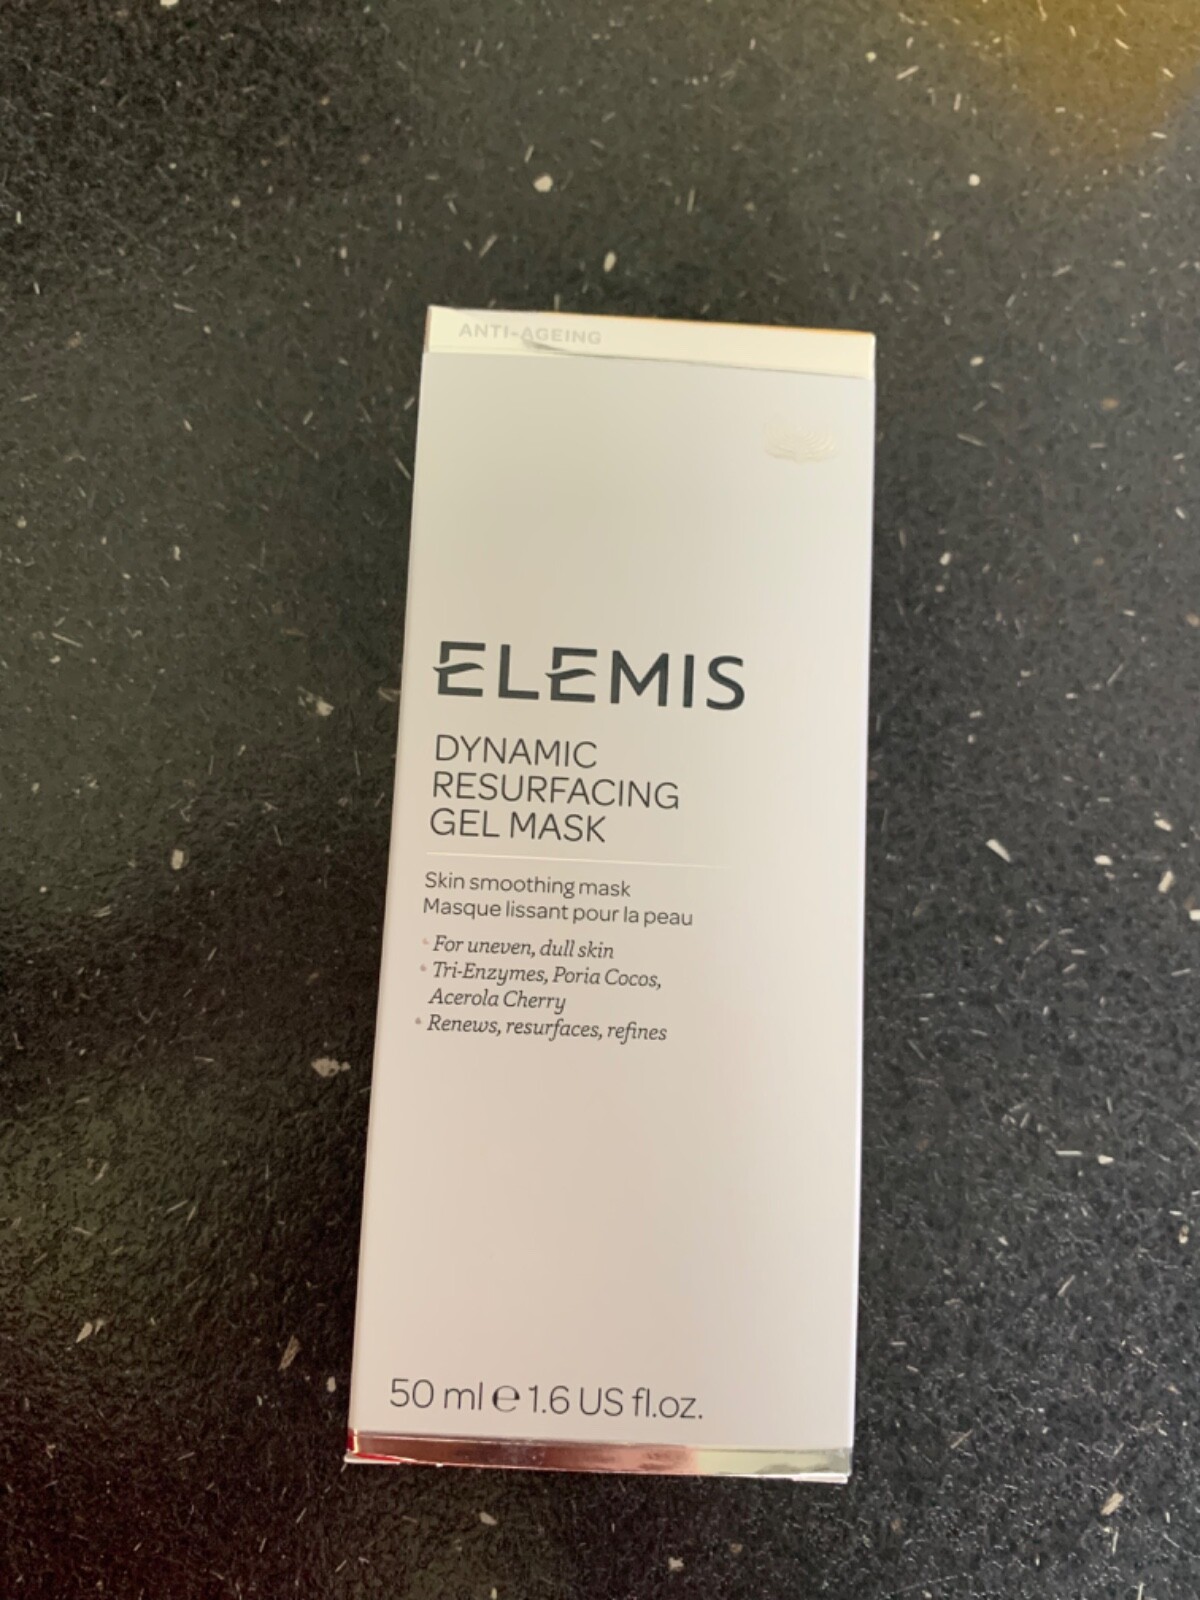 ANTI-AGEING
ELEMIS
DYNAMIC
RESURFACING
GEL MASK
Skin smoothing mask
Masque lissant pour la peau
• For uneven, dull skin
• Tri-Enzymes, Poria Cocos,
Acerola Cherry
• Renews, resurfaces, refines
50 ml ℮ 1.6 US fl.oz.